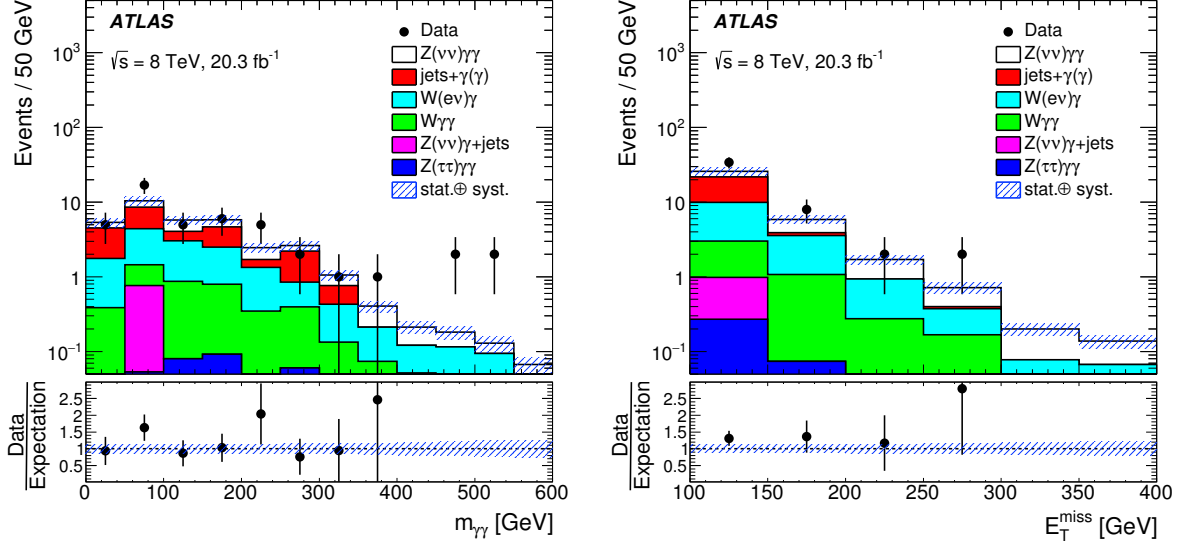 ATLAS
√s = 8 TeV, 20.3 fb⁻¹
Data
Z(νν)γγ
jets+γ(γ)
W(eν)γ
Wγγ
Z(νν)γ+jets
Z(ττ)γγ
stat.⊕ syst.
Events / 50 GeV
10³
10²
10
1
10⁻¹
Data
Expectation
2.5
1.5
1
0.5
0 100 200 300 400 500 600
m_γγ [GeV]
ATLAS
√s = 8 TeV, 20.3 fb⁻¹
Data
Z(νν)γγ
jets+γ(γ)
W(eν)γ
Wγγ
Z(νν)γ+jets
Z(ττ)γγ
stat.⊕ syst.
Events / 50 GeV
10³
10²
10
1
10⁻¹
Data
Expectation
2.5
1.5
1
0.5
100 150 200 250 300 350 400
E_T^miss [GeV]